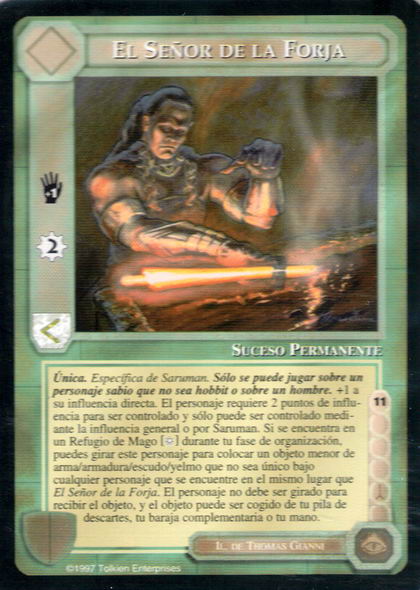 El Señor de la Forja
+1
2
Suceso Permanente
Única. Específica de Saruman. Sólo se puede jugar sobre un
personaje sabio que no sea hobbit o sobre un hombre. +1 a
su influencia directa. El personaje requiere 2 puntos de influ-
encia para ser controlado y sólo puede ser controlado medi-
ante la influencia general o por Saruman. Si se encuentra
en un Refugio de Mago [ ] durante tu fase de organización,
puedes girar este personaje para colocar un objeto menor de
arma/armadura/escudo/yelmo que no sea único bajo
cualquier personaje que se encuentre en el mismo lugar que
El Señor de la Forja. El personaje no debe ser girado para
recibir el objeto, y el objeto puede ser cogido de tu pila de
descartes, tu baraja complementaria o tu mano.
11
Il. de Thomas Gianni
©1997 Tolkien Enterprises